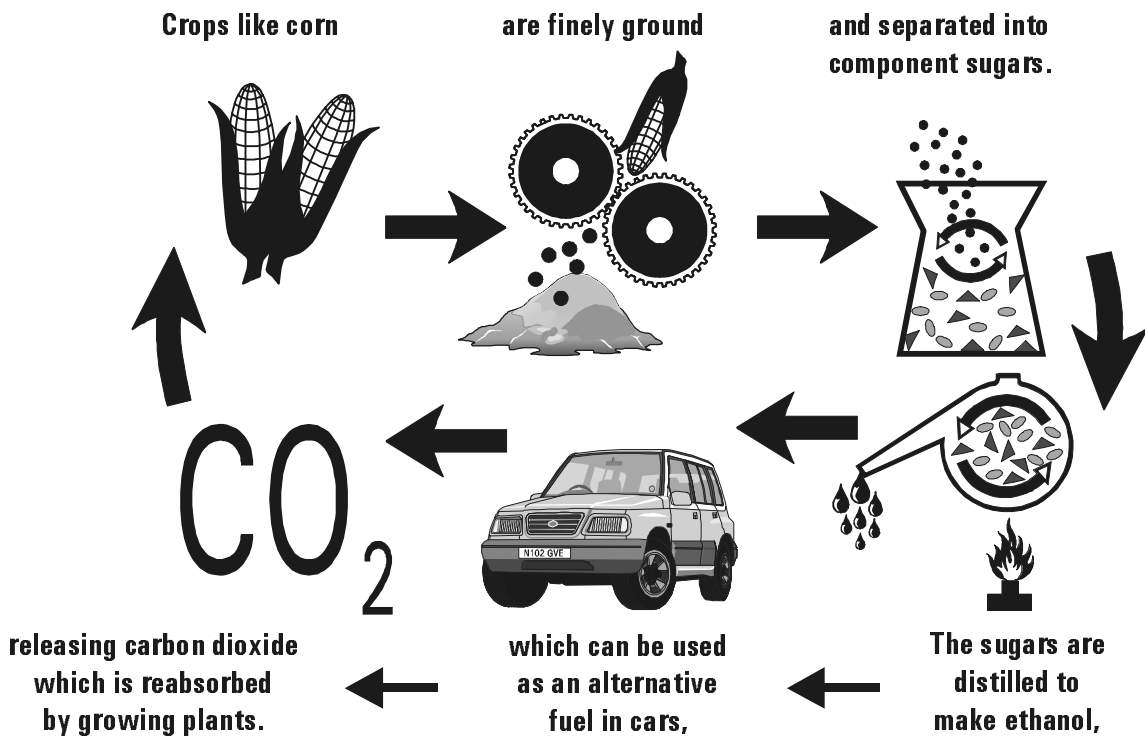 Crops like corn
are finely ground
and separated into
component sugars.
The sugars are
distilled to
make ethanol,
which can be used
as an alternative
fuel in cars,
N102 GVE
releasing carbon dioxide
which is reabsorbed
by growing plants.
CO2